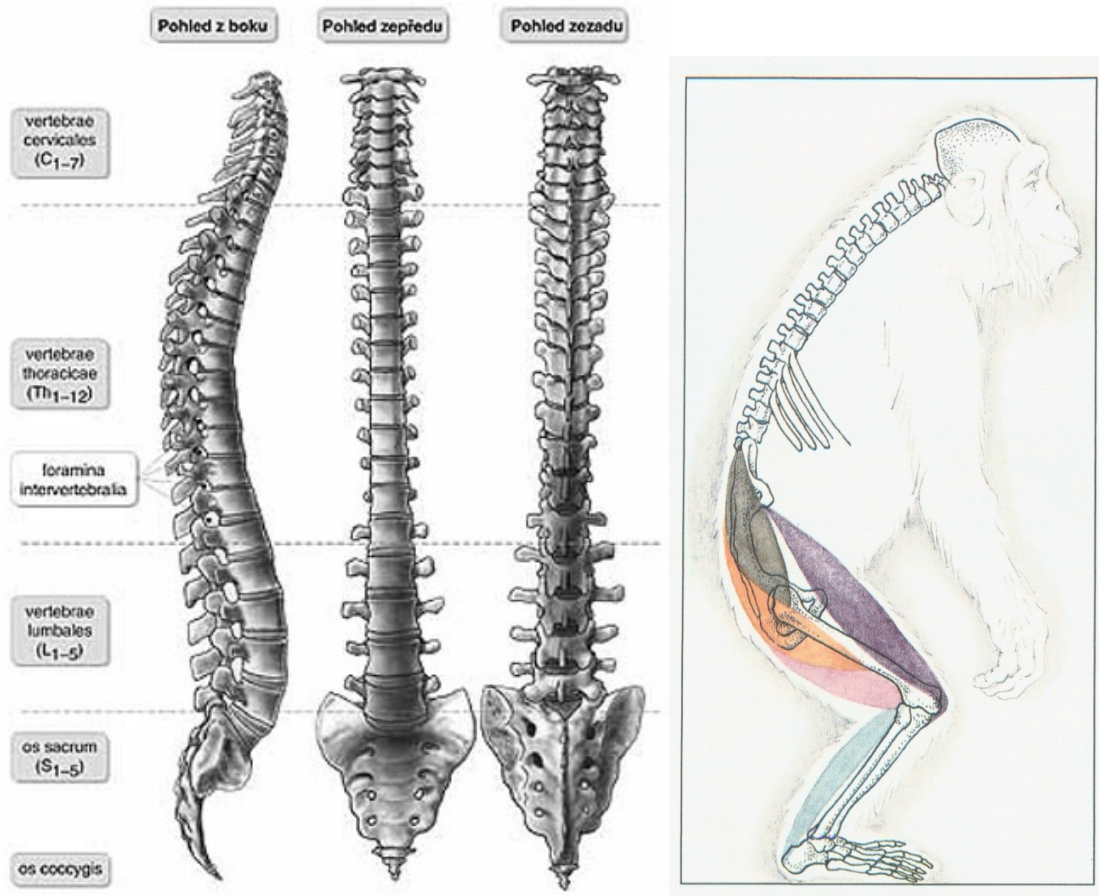 Pohled z boku
Pohled zepředu
Pohled zezadu
vertebrae
cervicales
(C1–7)
vertebrae
thoracicae
(Th1–12)
foramina
intervertebralia
vertebrae
lumbales
(L1–5)
os sacrum
(S1–5)
os coccygis